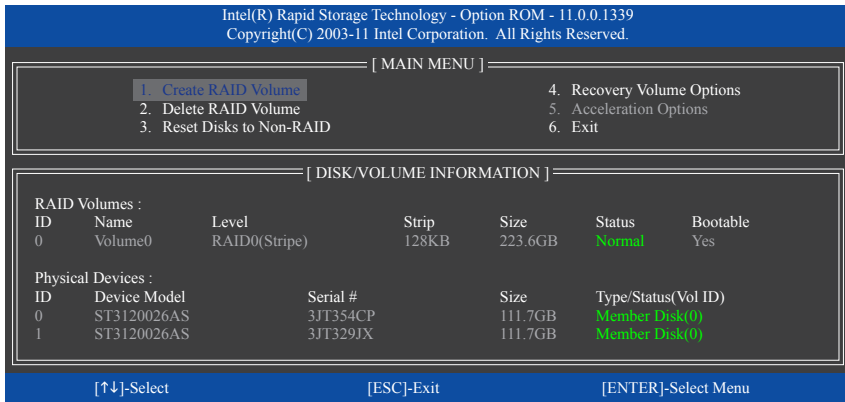 Intel(R) Rapid Storage Technology - Option ROM - 11.0.0.1339
Copyright(C) 2003-11 Intel Corporation. All Rights Reserved.
[ MAIN MENU ]
1. Create RAID Volume
2. Delete RAID Volume
3. Reset Disks to Non-RAID
4. Recovery Volume Options
5. Acceleration Options
6. Exit
[ DISK/VOLUME INFORMATION ]
RAID Volumes :
ID Name Level Strip Size Status Bootable
0 Volume0 RAID0(Stripe) 128KB 223.6GB Normal Yes
Physical Devices :
ID Device Model Serial # Size Type/Status(Vol ID)
0 ST3120026AS 3JT354CP 111.7GB Member Disk(0)
1 ST3120026AS 3JT329JX 111.7GB Member Disk(0)
[↑↓]-Select [ESC]-Exit [ENTER]-Select Menu